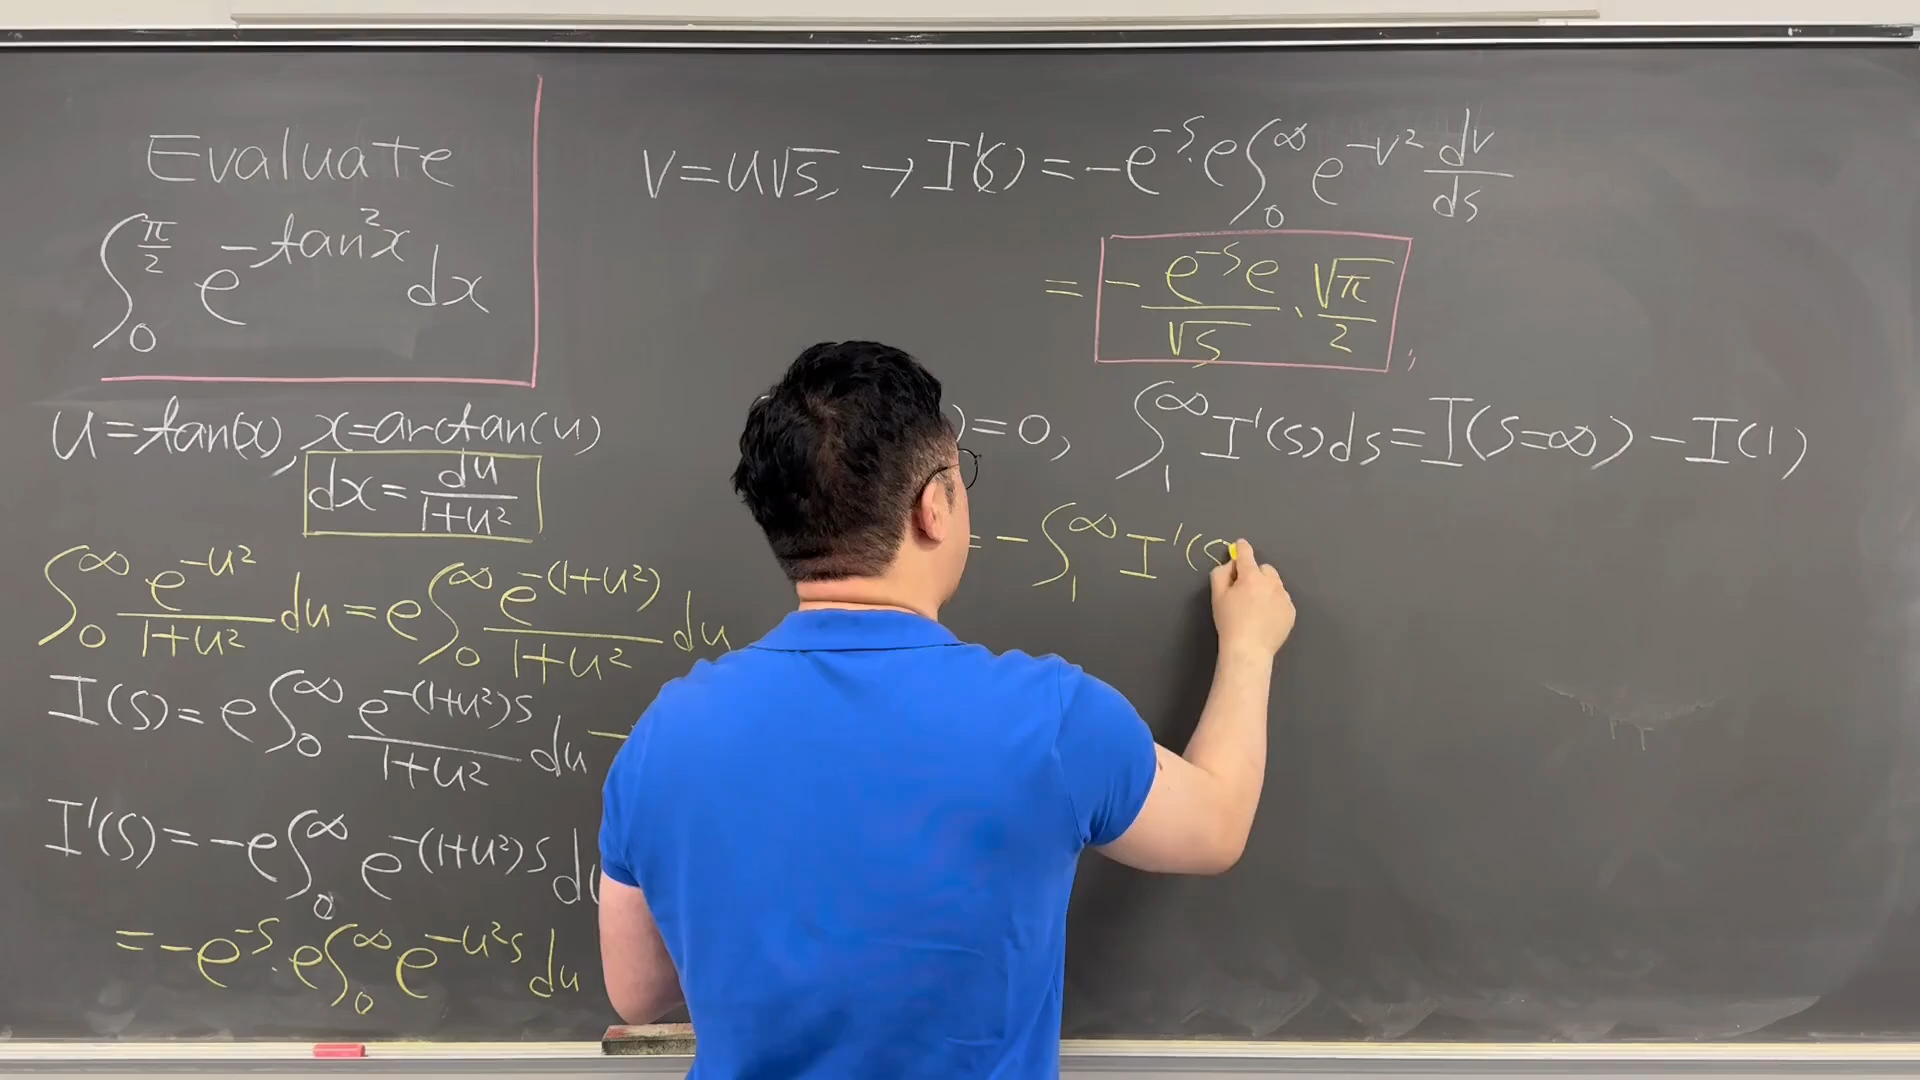 Evaluate
∫₀^{π/2} e^{-tan²x} dx
u=tan(x), x=arctan(u)
dx = du/(1+u²)
∫₀^∞ e^{-u²}/(1+u²) du = e∫₀^∞ e^{-(1+u²)}/(1+u²) du
I(s) = e∫₀^∞ e^{-(1+u²)s}/(1+u²) du
I'(s) = -e∫₀^∞ e^{-(1+u²)s} du
= -e^{-s}·e∫₀^∞ e^{-u²s} du
v=u√s, → I'(s) = -e^{-s}·e∫₀^∞ e^{-v²} dv/ds
= -(e^{-s}e)/√s · √π/2 ;
)=0, ∫₁^∞ I'(s)ds = I(s=∞) - I(1)
= -∫₁^∞ I'(s